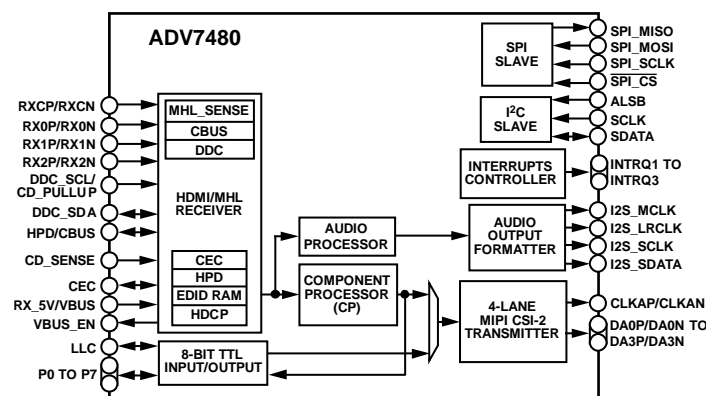 ADV7480
RXCP/RXCN
RX0P/RX0N
RX1P/RX1N
RX2P/RX2N
DDC_SCL/
CD_PULLUP
DDC_SDA
HPD/CBUS
CD_SENSE
CEC
RX_5V/VBUS
VBUS_EN
LLC
P0 TO P7
MHL_SENSE
CBUS
DDC
HDMI/MHL
RECEIVER
CEC
HPD
EDID RAM
HDCP
8-BIT TTL
INPUT/OUTPUT
AUDIO
PROCESSOR
COMPONENT
PROCESSOR
(CP)
SPI
SLAVE
I2C
SLAVE
INTERRUPTS
CONTROLLER
AUDIO
OUTPUT
FORMATTER
4-LANE
MIPI CSI-2
TRANSMITTER
SPI_MISO
SPI_MOSI
SPI_SCLK
SPI_CS
ALSB
SCLK
SDATA
INTRQ1 TO
INTRQ3
I2S_MCLK
I2S_LRCLK
I2S_SCLK
I2S_SDATA
CLKAP/CLKAN
DA0P/DA0N TO
DA3P/DA3N